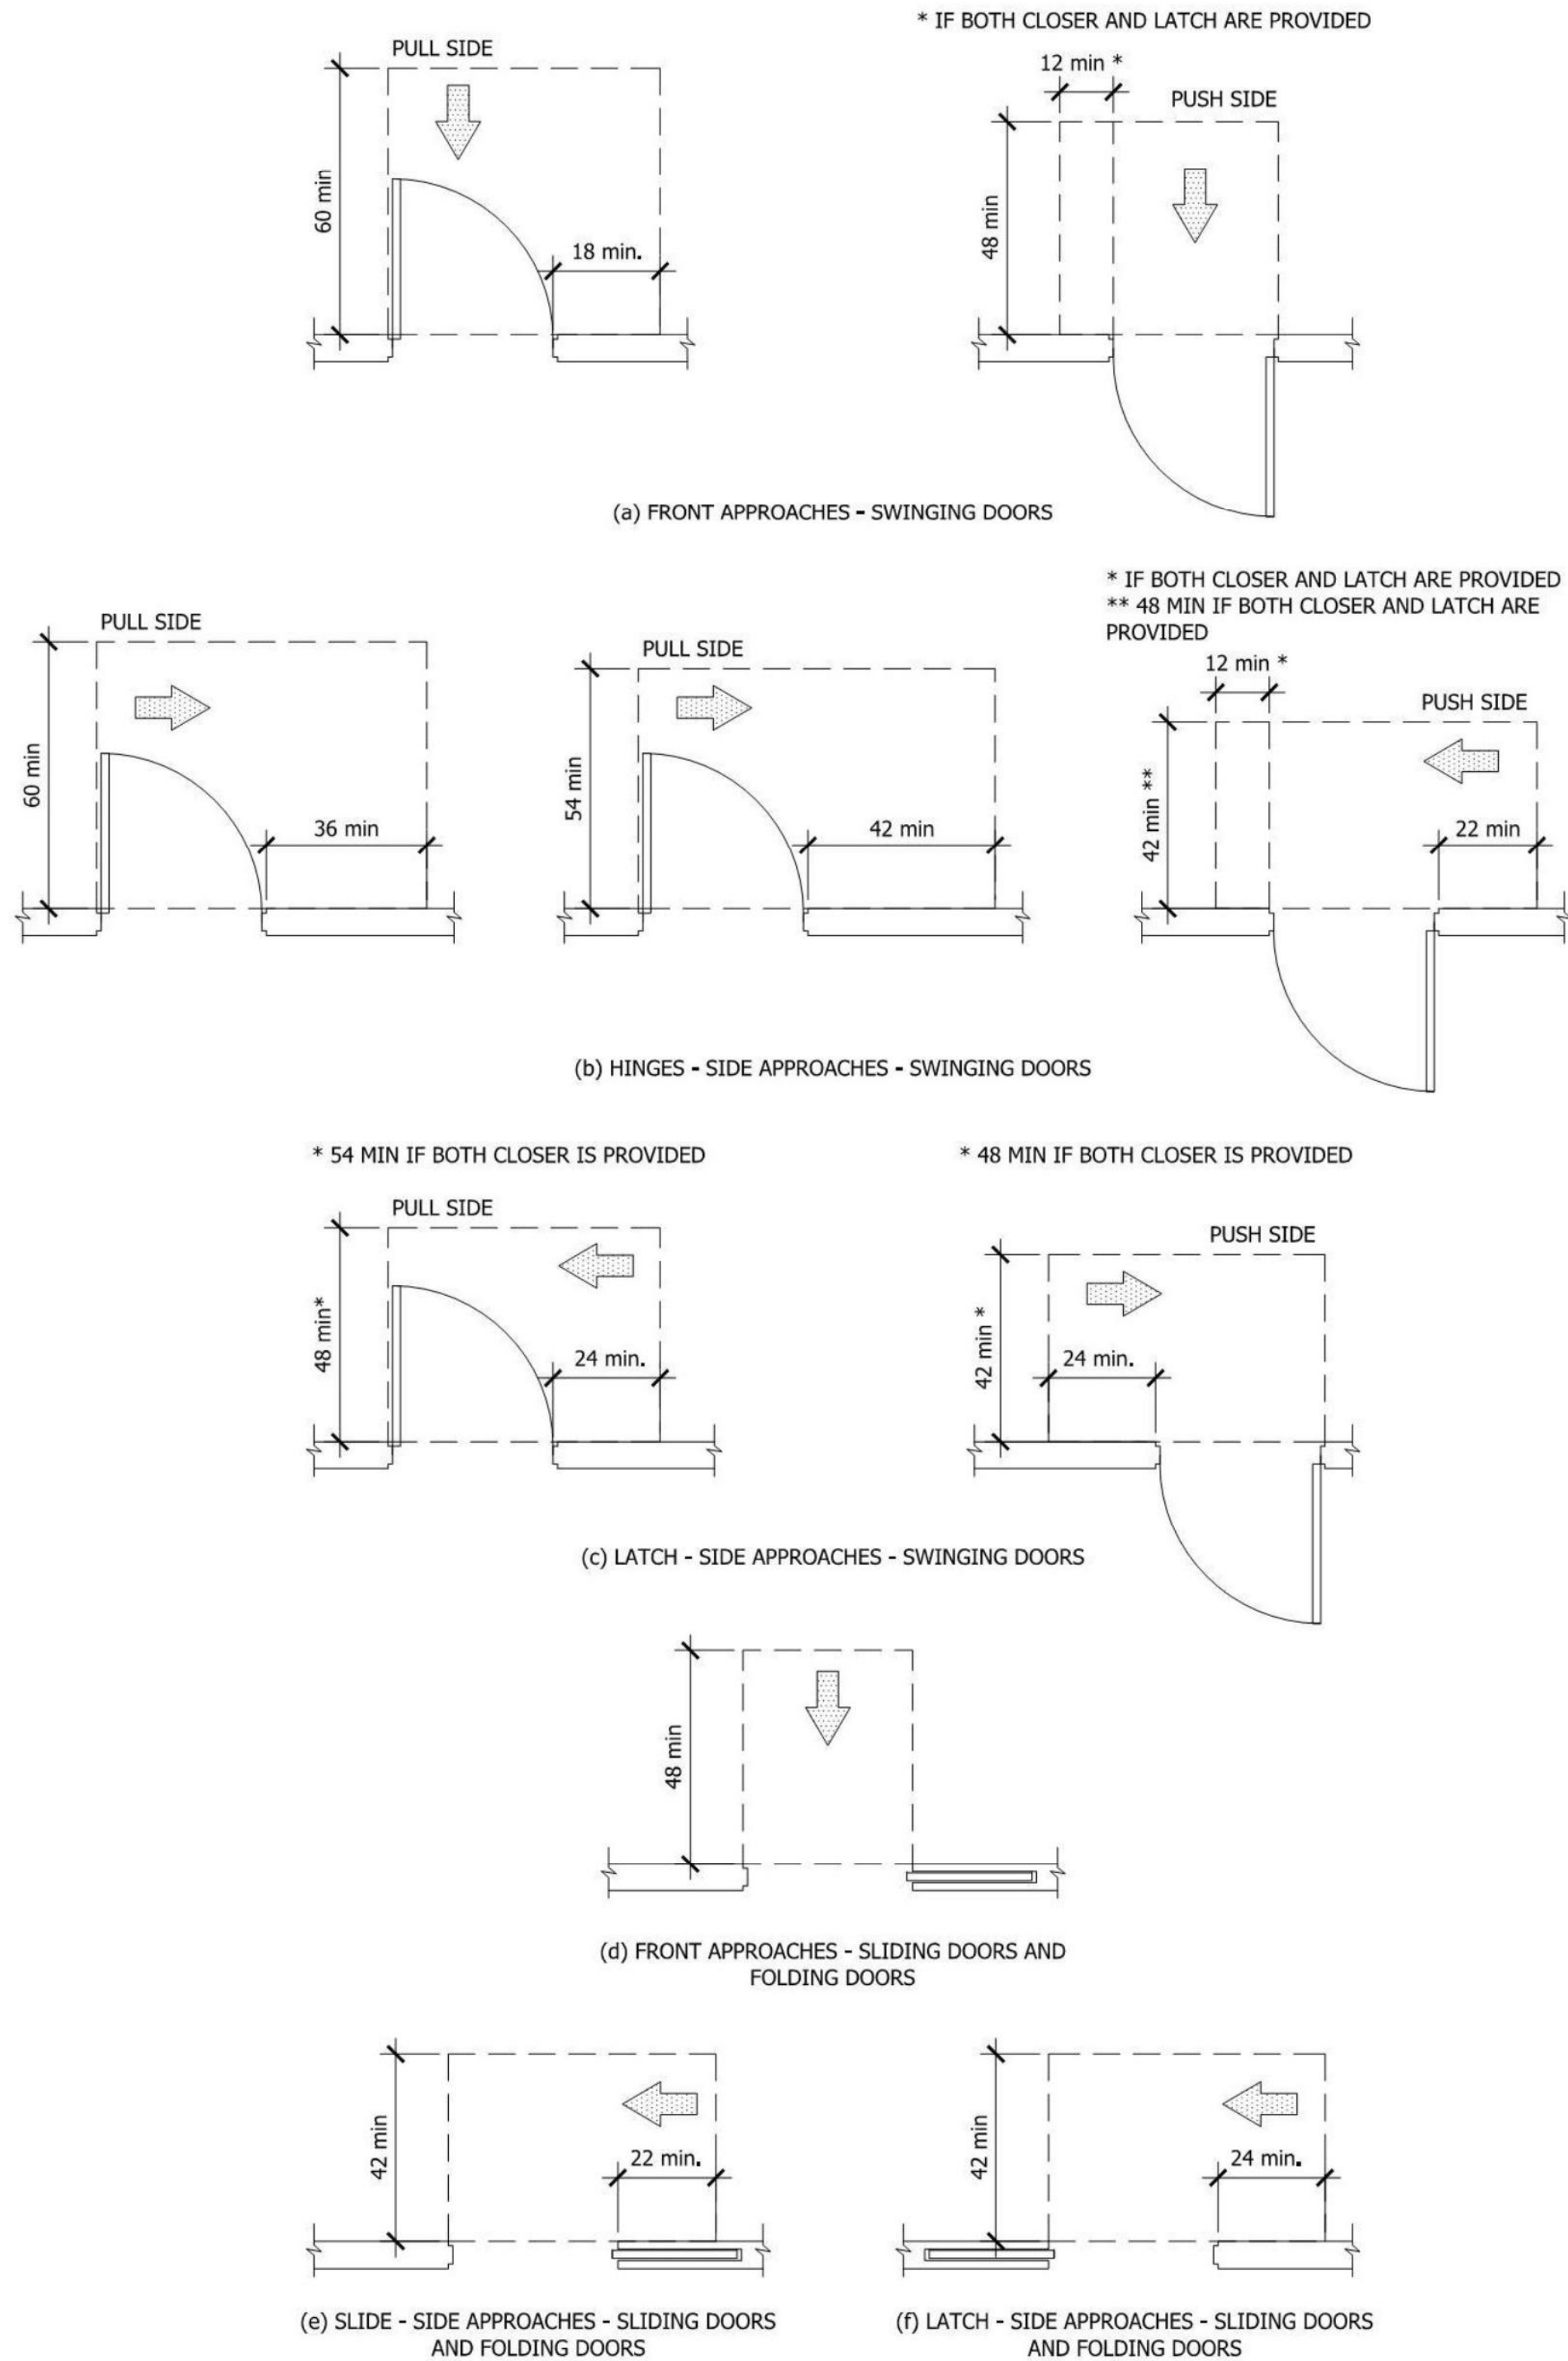 * IF BOTH CLOSER AND LATCH ARE PROVIDED
PULL SIDE
12 min *
PUSH SIDE
60 min
48 min
18 min.
(a) FRONT APPROACHES - SWINGING DOORS
* IF BOTH CLOSER AND LATCH ARE PROVIDED
** 48 MIN IF BOTH CLOSER AND LATCH ARE
PROVIDED
PULL SIDE
PULL SIDE
12 min *
PUSH SIDE
60 min
36 min
54 min
42 min
42 min **
22 min
(b) HINGES - SIDE APPROACHES - SWINGING DOORS
* 54 MIN IF BOTH CLOSER IS PROVIDED
* 48 MIN IF BOTH CLOSER IS PROVIDED
PULL SIDE
PUSH SIDE
48 min*
24 min.
42 min *
24 min.
(c) LATCH - SIDE APPROACHES - SWINGING DOORS
48 min
(d) FRONT APPROACHES - SLIDING DOORS AND
FOLDING DOORS
42 min
22 min.
42 min
24 min.
(e) SLIDE - SIDE APPROACHES - SLIDING DOORS
AND FOLDING DOORS
(f) LATCH - SIDE APPROACHES - SLIDING DOORS
AND FOLDING DOORS